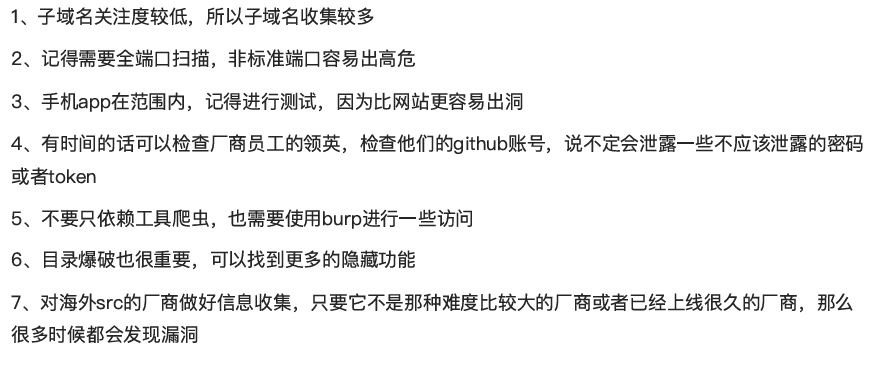 1、子域名关注度较低，所以子域名收集较多
2、记得需要全端口扫描，非标准端口容易出高危
3、手机app在范围内，记得进行测试，因为比网站更容易出洞
4、有时间的话可以检查厂商员工的领英，检查他们的github账号，说不定会泄露一些不应该泄露的密码
或者token
5、不要只依赖工具爬虫，也需要使用burp进行一些访问
6、目录爆破也很重要，可以找到更多的隐藏功能
7、对海外src的厂商做好信息收集，只要它不是那种难度比较大的厂商或者已经上线很久的厂商，那么
很多时候都会发现漏洞